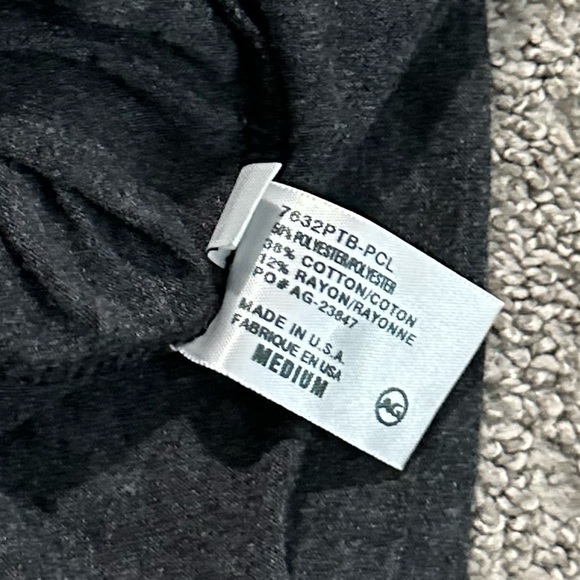 7632PTB-PCL
50% POLYESTER/POLYESTER
38% COTTON/COTON
12% RAYON/RAYONNE
PO# AG-23847
MADE IN U.S.A.
FABRIQUE EN USA
MEDIUM
AG